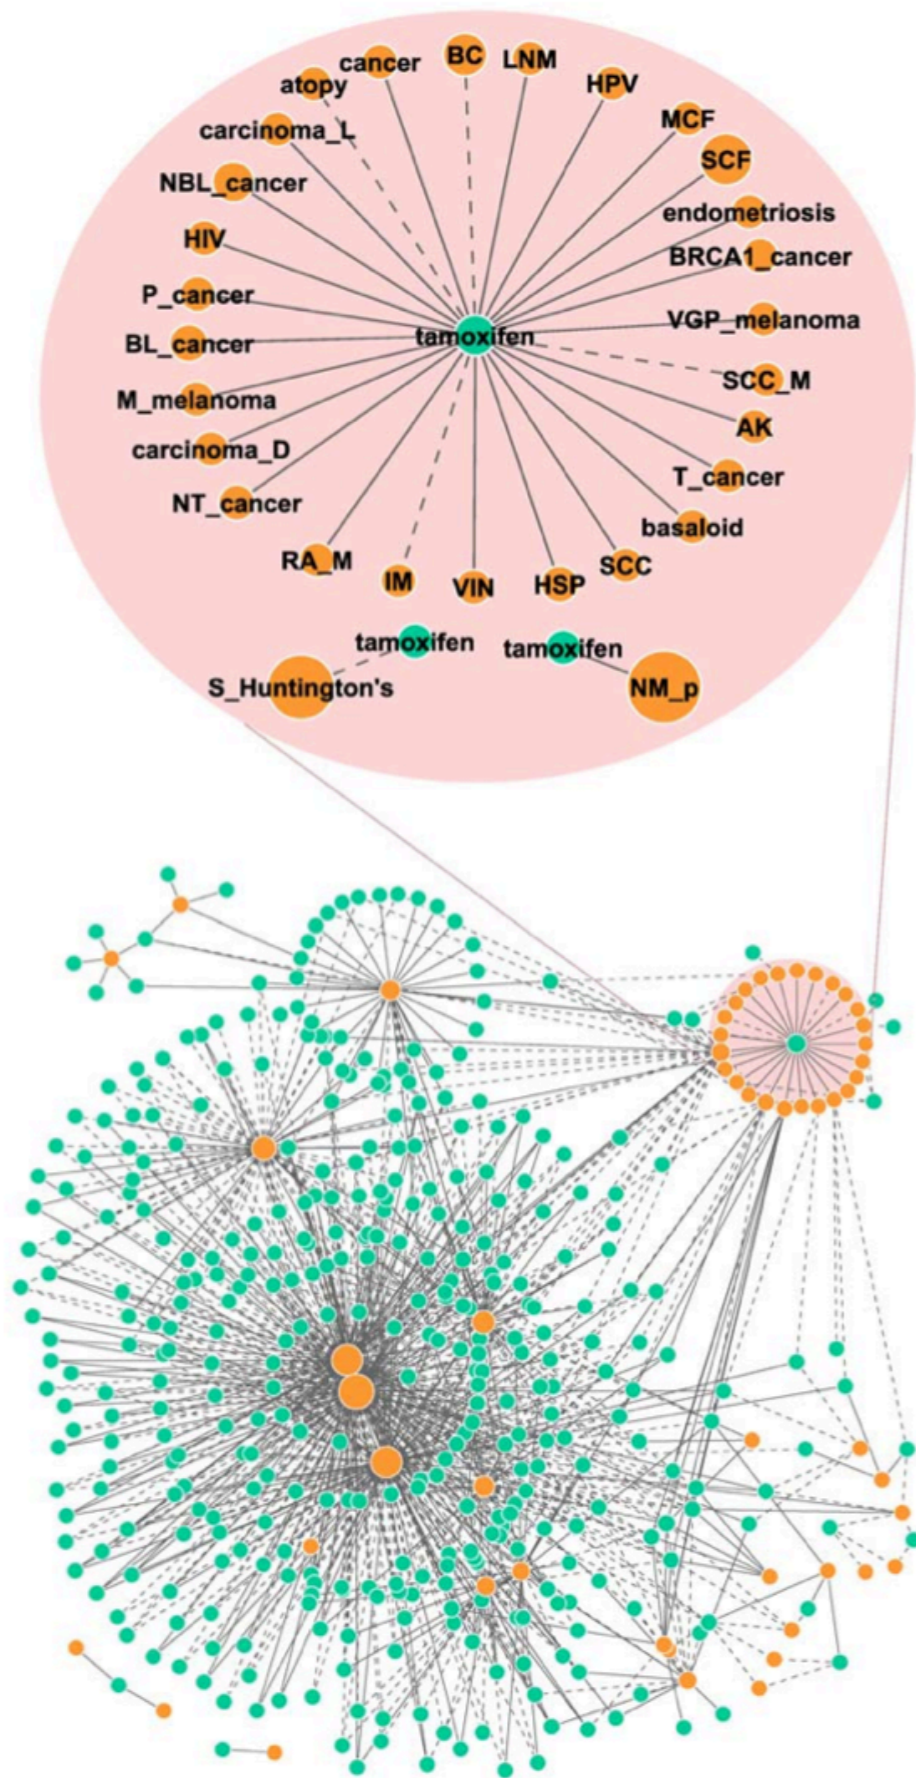 BC
LNM
cancer
atopy
HPV
MCF
carcinoma_L
SCF
NBL_cancer
endometriosis
HIV
BRCA1_cancer
P_cancer
VGP_melanoma
tamoxifen
BL_cancer
SCC_M
M_melanoma
AK
carcinoma_D
T_cancer
NT_cancer
basaloid
RA_M
SCC
IM
VIN
HSP
tamoxifen
tamoxifen
S_Huntington's
NM_p